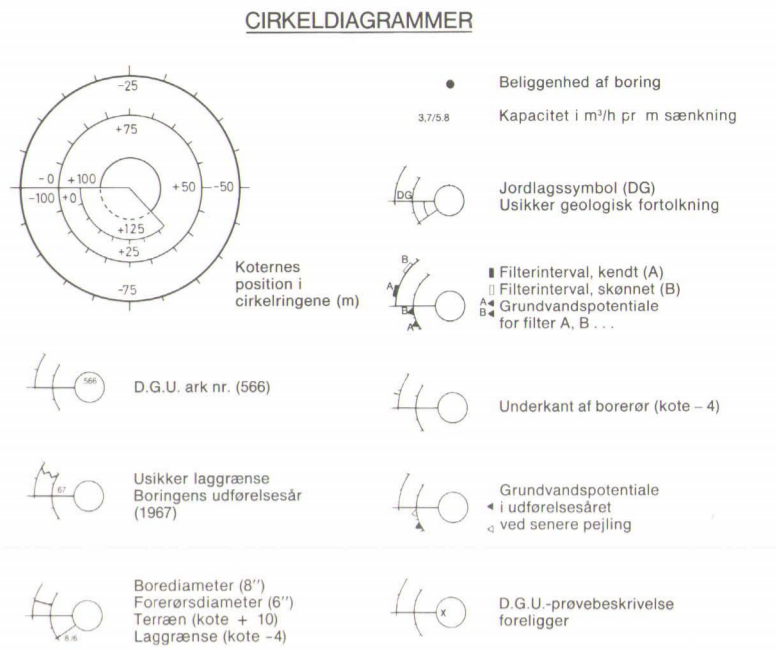 CIRKELDIAGRAMMER
-25
+75
-0 +100 +50 -50
-100 +0
+125
+25
-75
Koternes
position i
cirkelringene (m)
● Beliggenhed af boring
3,7/5.8 Kapacitet i m³/h pr m sænkning
DG
Jordlagssymbol (DG)
Usikker geologisk fortolkning
B
A
B
A
Filterinterval, kendt (A)
Filterinterval, skønnet (B)
A◄ Grundvandspotentiale
B◄ for filter A, B . . .
566
D.G.U. ark nr. (566)
Underkant af borerør (kote – 4)
67
Usikker laggrænse
Boringens udførelsesår
(1967)
Grundvandspotentiale
◄ i udførelsesåret
◁ ved senere pejling
8/6
Borediameter (8")
Forerørsdiameter (6")
Terræn (kote + 10)
Laggrænse (kote -4)
x
D.G.U.-prøvebeskrivelse
foreligger